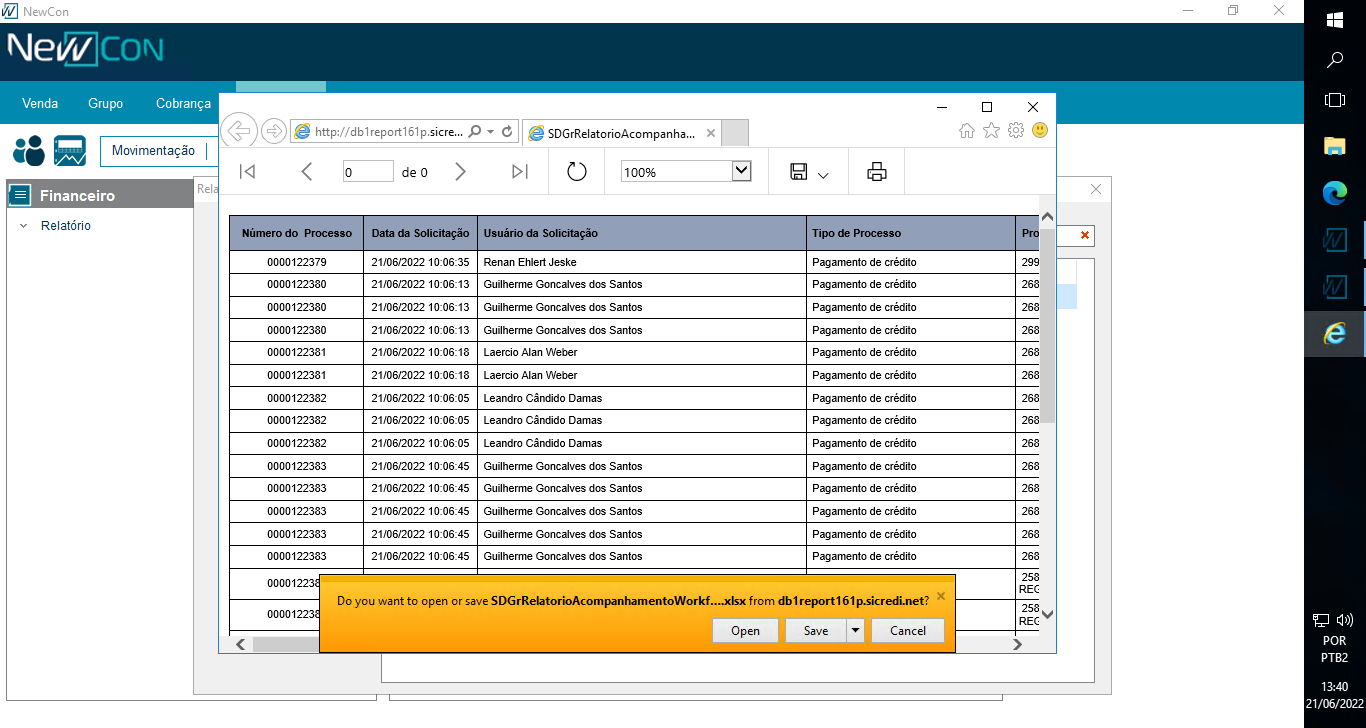 NewCon
NewCon
Venda Grupo Cobrança
Movimentação
Financeiro
Relatório
Rela
http://db1report161p.sicre...
SDGrRelatorioAcompanha...
0 de 0
100%
Número do Processo Data da Solicitação Usuário da Solicitação Tipo de Processo Pro
0000122379 21/06/2022 10:06:35 Renan Ehlert Jeske Pagamento de crédito 299
0000122380 21/06/2022 10:06:13 Guilherme Goncalves dos Santos Pagamento de crédito 268
0000122380 21/06/2022 10:06:13 Guilherme Goncalves dos Santos Pagamento de crédito 268
0000122380 21/06/2022 10:06:13 Guilherme Goncalves dos Santos Pagamento de crédito 268
0000122381 21/06/2022 10:06:18 Laercio Alan Weber Pagamento de crédito 268
0000122381 21/06/2022 10:06:18 Laercio Alan Weber Pagamento de crédito 268
0000122382 21/06/2022 10:06:05 Leandro Cândido Damas Pagamento de crédito 268
0000122382 21/06/2022 10:06:05 Leandro Cândido Damas Pagamento de crédito 268
0000122382 21/06/2022 10:06:05 Leandro Cândido Damas Pagamento de crédito 268
0000122383 21/06/2022 10:06:45 Guilherme Goncalves dos Santos Pagamento de crédito 268
0000122383 21/06/2022 10:06:45 Guilherme Goncalves dos Santos Pagamento de crédito 268
0000122383 21/06/2022 10:06:45 Guilherme Goncalves dos Santos Pagamento de crédito 268
0000122383 21/06/2022 10:06:45 Guilherme Goncalves dos Santos Pagamento de crédito 268
0000122383 21/06/2022 10:06:45 Guilherme Goncalves dos Santos Pagamento de crédito 268
000012238 258
REG
000012238 258
REG
Do you want to open or save SDGrRelatorioAcompanhamentoWorkf....xlsx from db1report161p.sicredi.net?
Open Save Cancel
POR
PTB2
13:40
21/06/2022